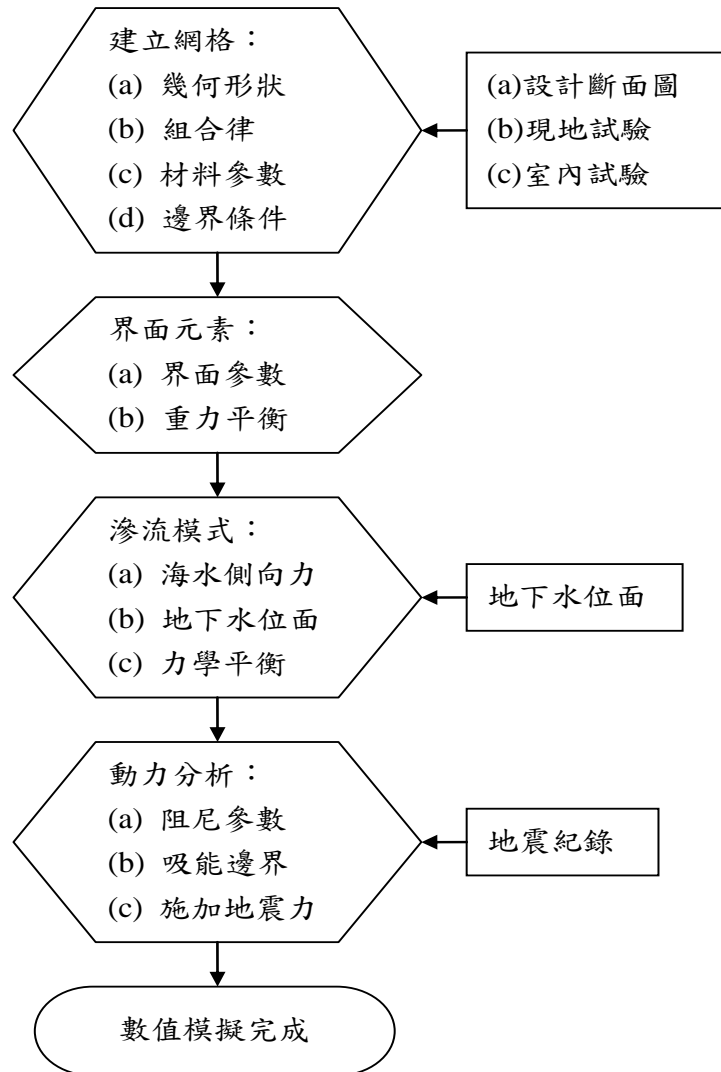 建立網格：
(a) 幾何形狀
(b) 組合律
(c) 材料參數
(d) 邊界條件
(a)設計斷面圖
(b)現地試驗
(c)室內試驗
界面元素：
(a) 界面參數
(b) 重力平衡
滲流模式：
(a) 海水側向力
(b) 地下水位面
(c) 力學平衡
地下水位面
動力分析：
(a) 阻尼參數
(b) 吸能邊界
(c) 施加地震力
地震紀錄
數值模擬完成